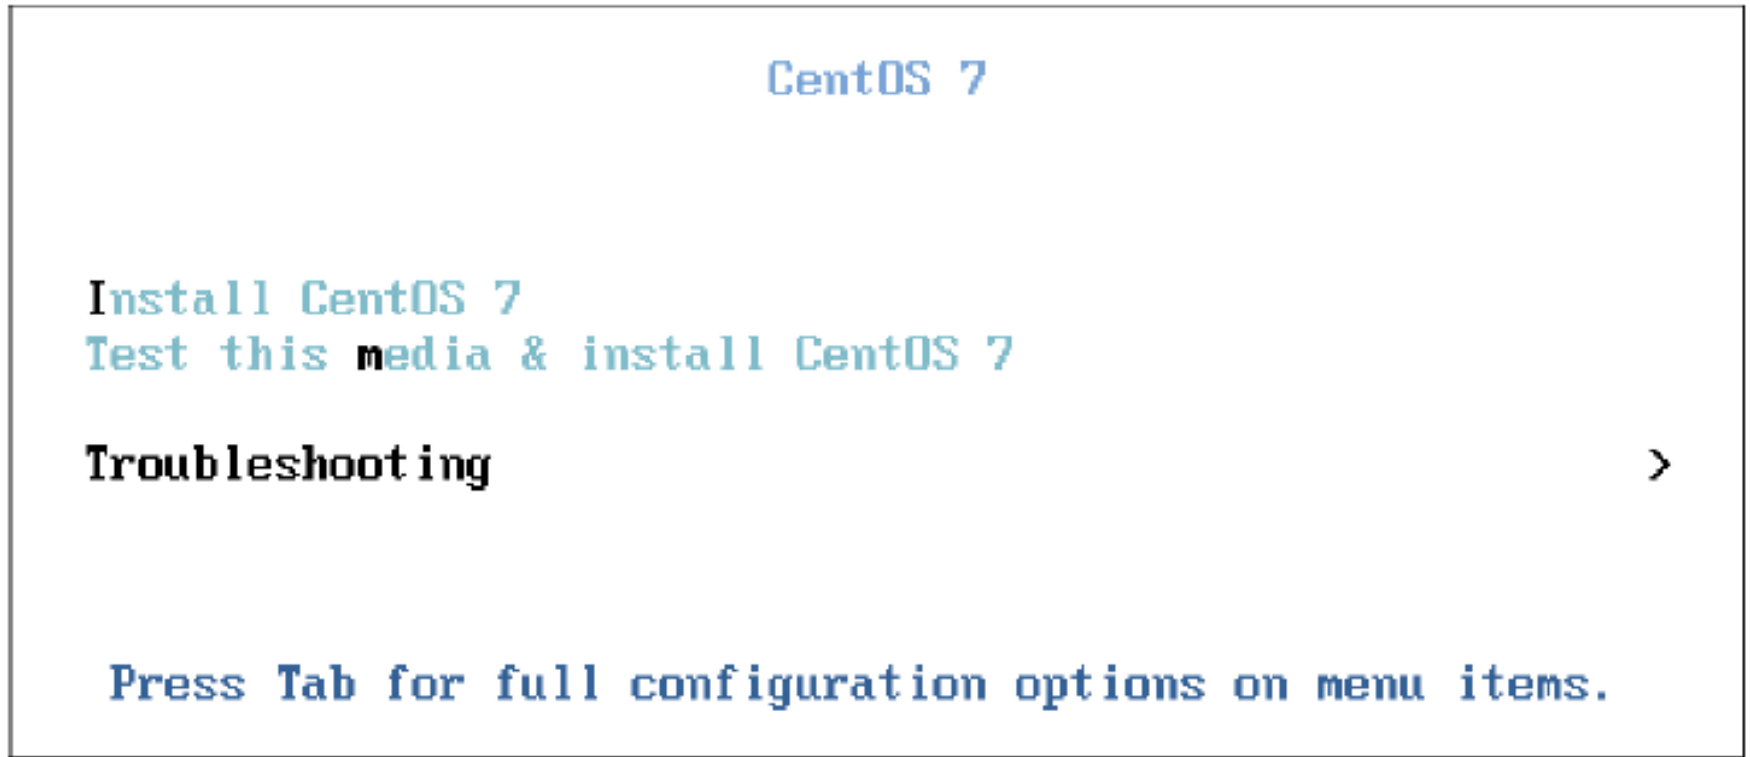 CentOS 7
Install CentOS 7
Test this media & install CentOS 7
Troubleshooting >
Press Tab for full configuration options on menu items.